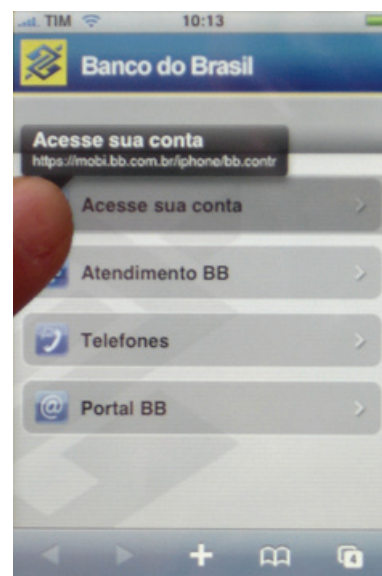 TIM 10:13
Banco do Brasil
Acesse sua conta
https://mobi.bb.com.br/iphone/bb.contr
Acesse sua conta
Atendimento BB
Telefones
@ Portal BB
4